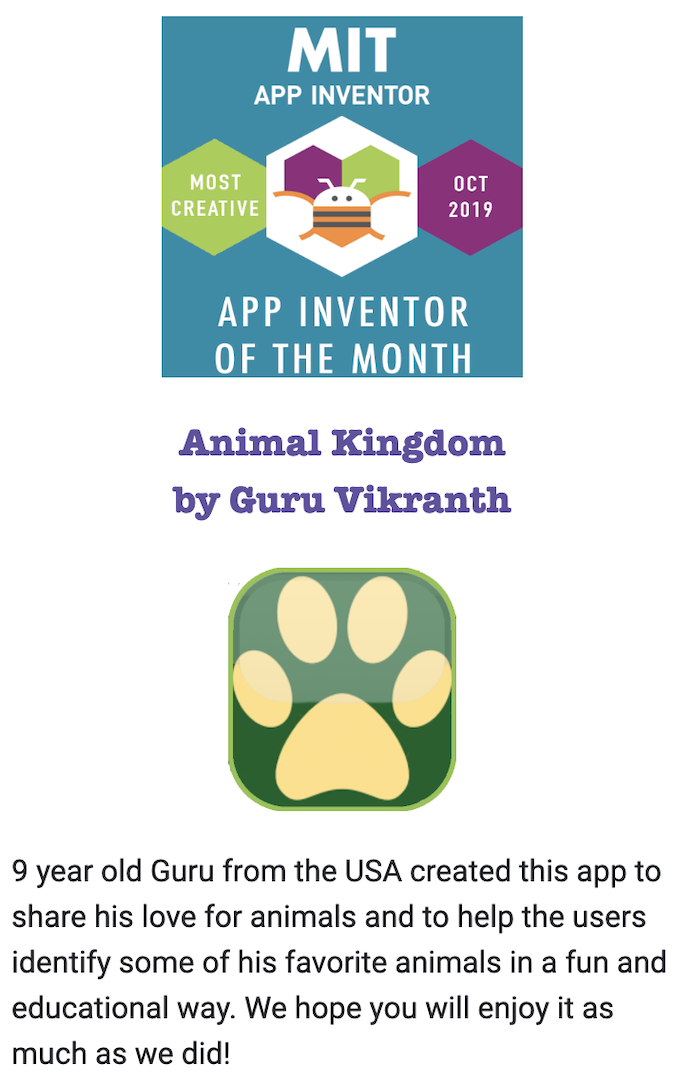 MIT
APP INVENTOR
MOST
CREATIVE
OCT
2019
APP INVENTOR
OF THE MONTH
Animal Kingdom
by Guru Vikranth
9 year old Guru from the USA created this app to
share his love for animals and to help the users
identify some of his favorite animals in a fun and
educational way. We hope you will enjoy it as
much as we did!